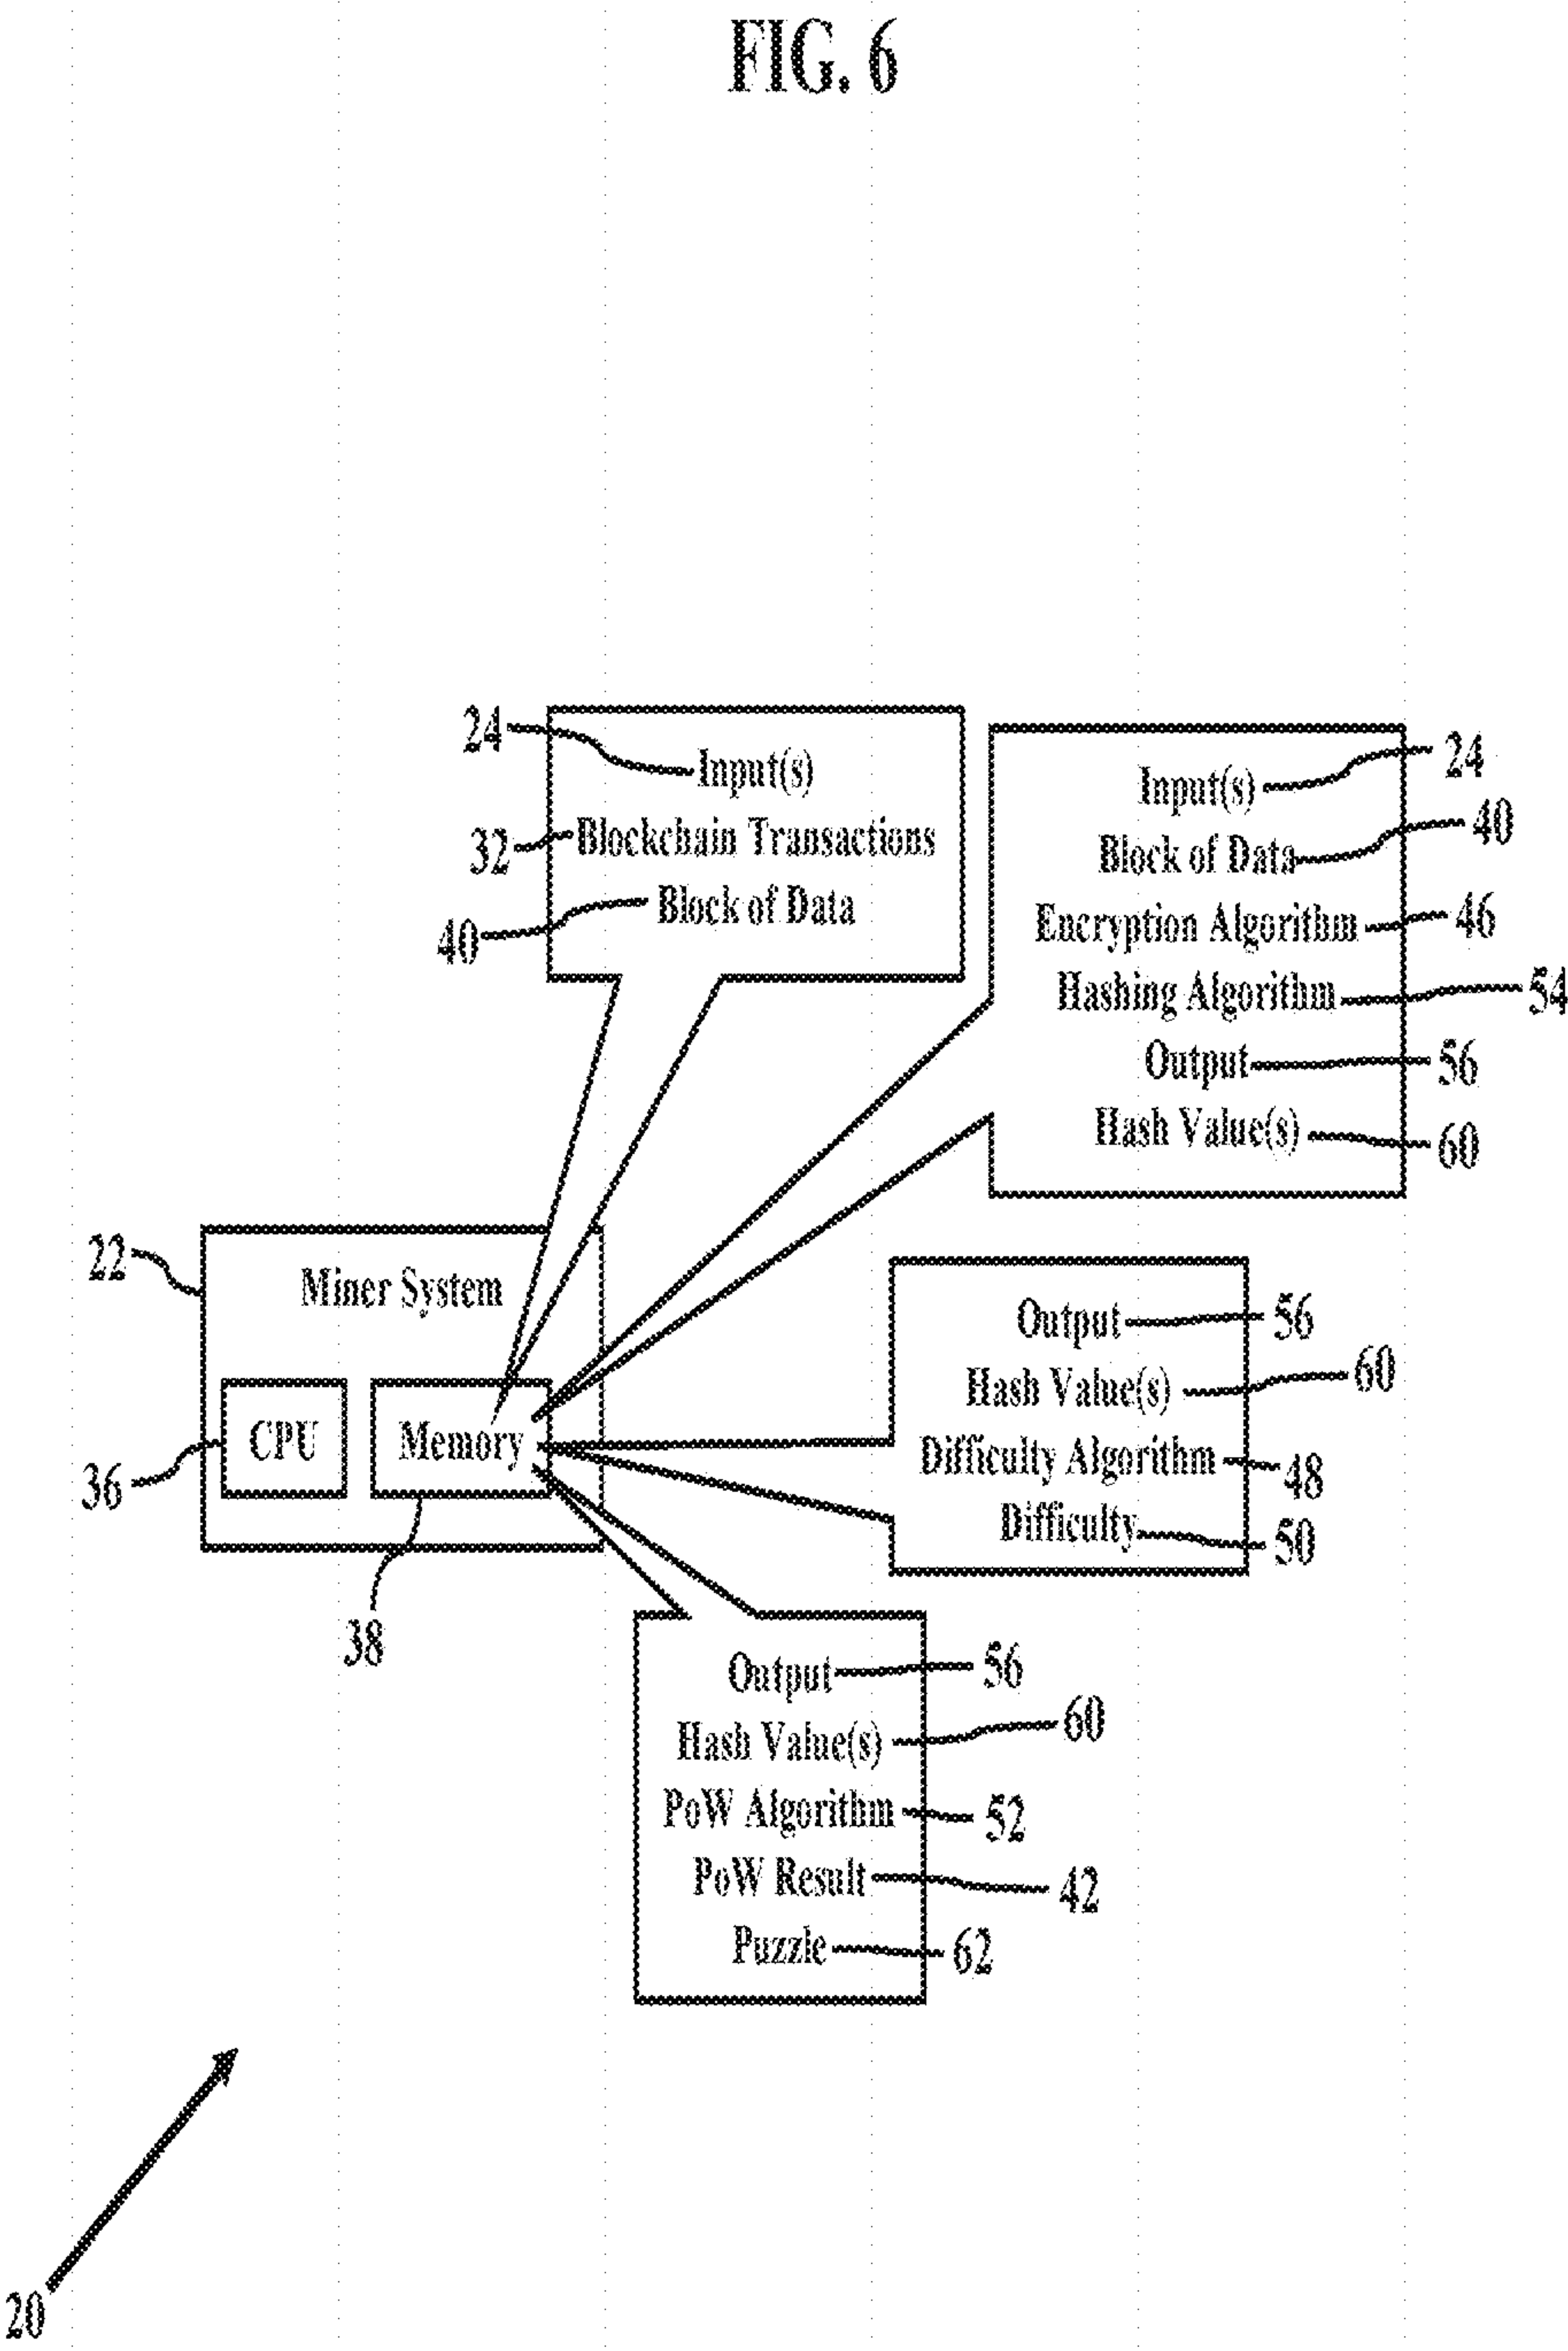 FIG. 6
24
Input(s)
32
Blockchain Transactions
40
Block of Data
Input(s)
24
Block of Data
40
Encryption Algorithm
46
Hashing Algorithm
54
Output
56
Hash Value(s)
60
22
Miner System
36
CPU
Memory
38
Output
56
Hash Value(s)
60
Difficulty Algorithm
48
Difficulty
50
Output
56
Hash Value(s)
60
PoW Algorithm
52
PoW Result
42
Puzzle
62
20